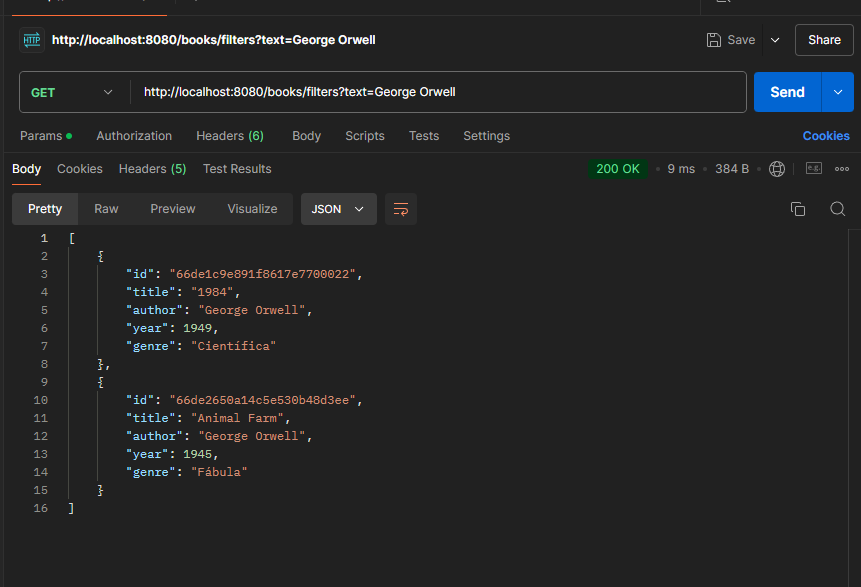 HTTP http://localhost:8080/books/filters?text=George Orwell Save Share
GET http://localhost:8080/books/filters?text=George Orwell Send
Params Authorization Headers (6) Body Scripts Tests Settings Cookies
Body Cookies Headers (5) Test Results 200 OK 9 ms 384 B e.g.
Pretty Raw Preview Visualize JSON
1 [
2 {
3 "id": "66de1c9e891f8617e7700022",
4 "title": "1984",
5 "author": "George Orwell",
6 "year": 1949,
7 "genre": "Científica"
8 },
9 {
10 "id": "66de2650a14c5e530b48d3ee",
11 "title": "Animal Farm",
12 "author": "George Orwell",
13 "year": 1945,
14 "genre": "Fábula"
15 }
16 ]